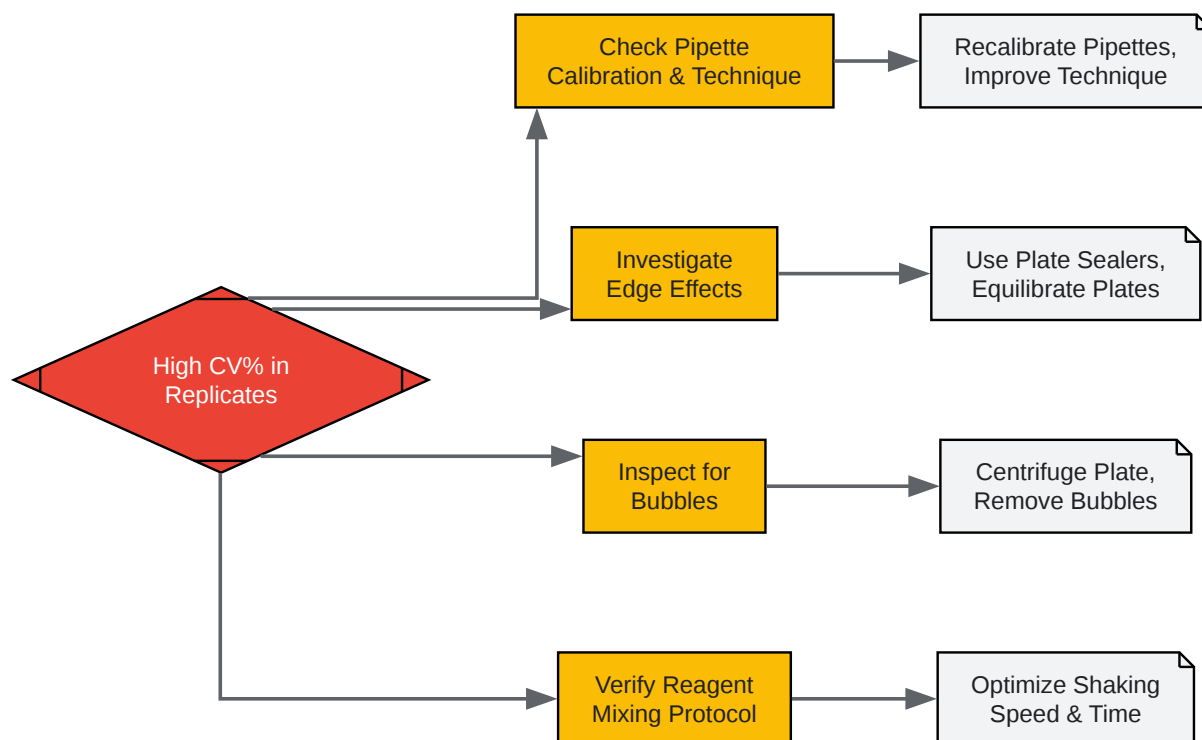 Check Pipette
Calibration & Technique
Recalibrate Pipettes,
Improve Technique
Investigate
Edge Effects
Use Plate Sealers,
Equilibrate Plates
High CV% in
Replicates
Inspect for
Bubbles
Centrifuge Plate,
Remove Bubbles
Verify Reagent
Mixing Protocol
Optimize Shaking
Speed & Time